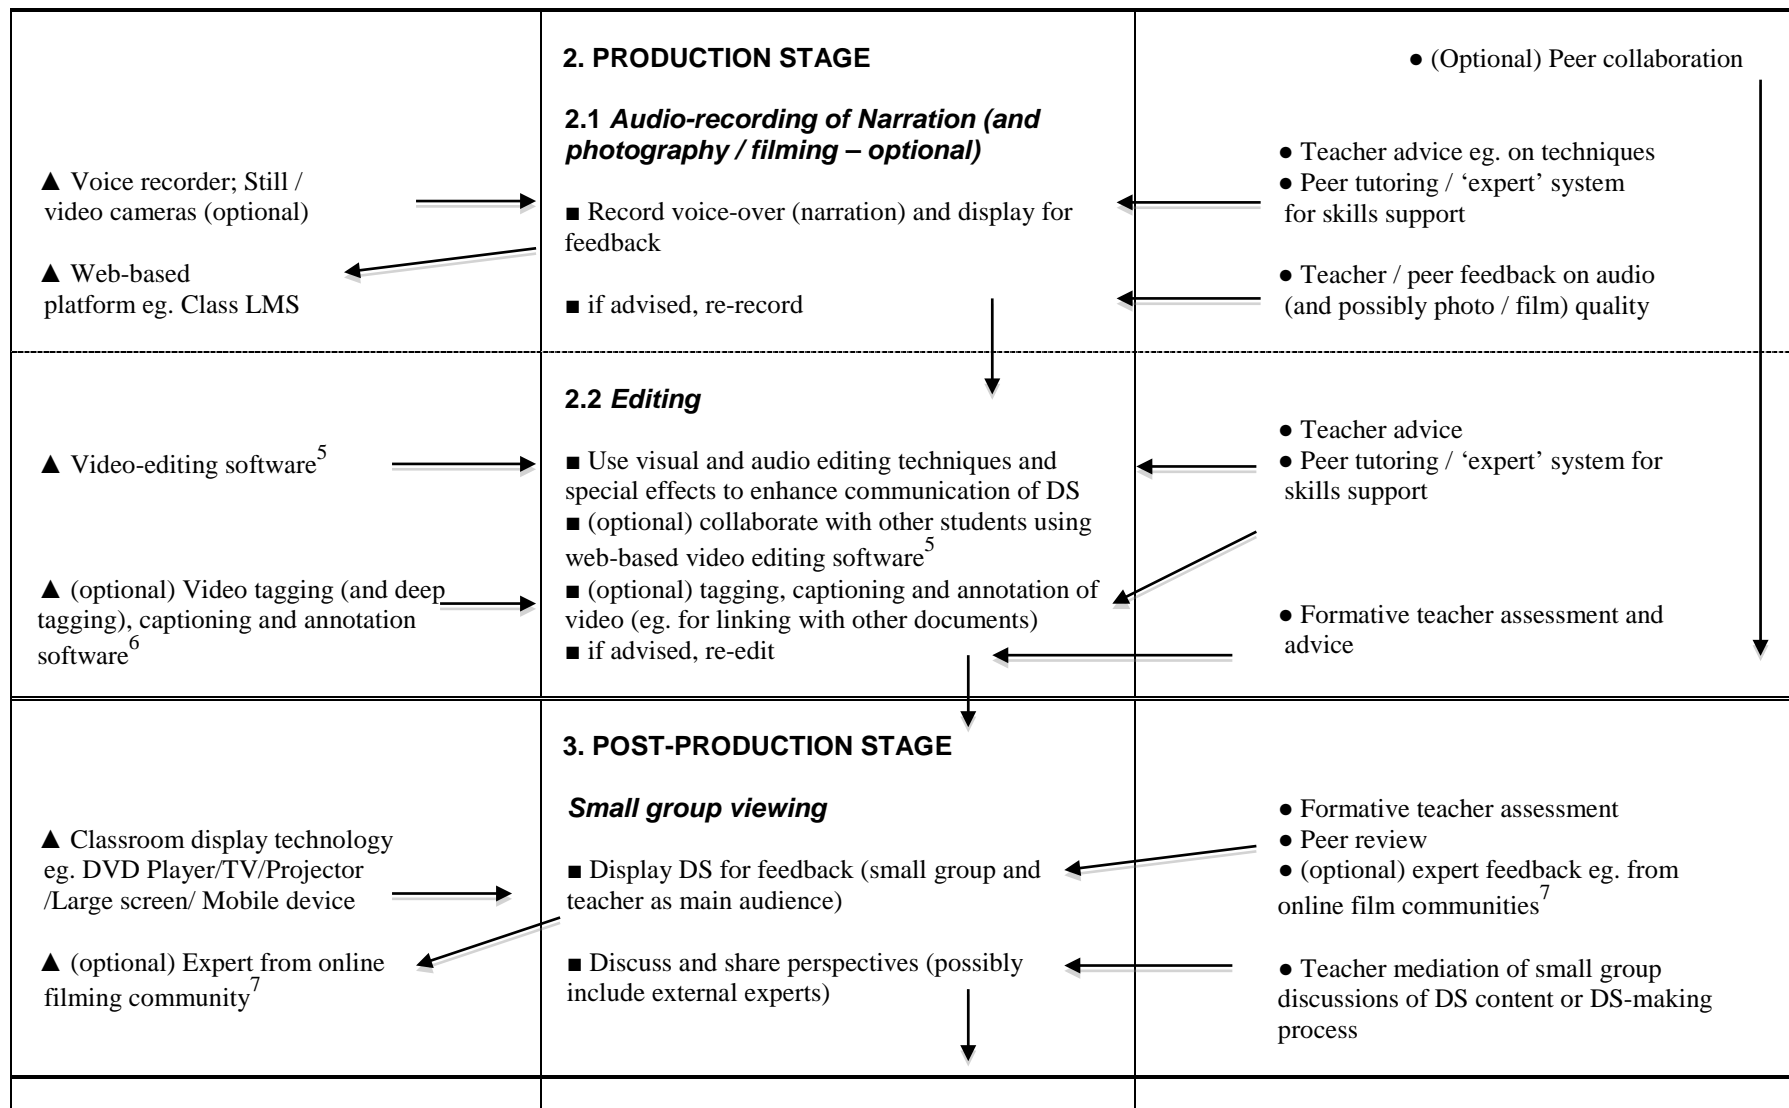 2. PRODUCTION STAGE
● (Optional) Peer collaboration
2.1 Audio-recording of Narration (and
photography / filming – optional)
▲ Voice recorder; Still /
video cameras (optional)
▲ Web-based
platform eg. Class LMS
■ Record voice-over (narration) and display for
feedback
■ if advised, re-record
● Teacher advice eg. on techniques
● Peer tutoring / ‘expert’ system
for skills support
● Teacher / peer feedback on audio
(and possibly photo / film) quality
2.2 Editing
▲ Video-editing software5
▲ (optional) Video tagging (and deep
tagging), captioning and annotation
software6
■ Use visual and audio editing techniques and
special effects to enhance communication of DS
■ (optional) collaborate with other students using
web-based video editing software5
■ (optional) tagging, captioning and annotation of
video (eg. for linking with other documents)
■ if advised, re-edit
● Teacher advice
● Peer tutoring / ‘expert’ system for
skills support
● Formative teacher assessment and
advice
3. POST-PRODUCTION STAGE
Small group viewing
▲ Classroom display technology
eg. DVD Player/TV/Projector
/Large screen/ Mobile device
▲ (optional) Expert from online
filming community7
■ Display DS for feedback (small group and
teacher as main audience)
■ Discuss and share perspectives (possibly
include external experts)
● Formative teacher assessment
● Peer review
● (optional) expert feedback eg. from
online film communities7
● Teacher mediation of small group
discussions of DS content or DS-making
process